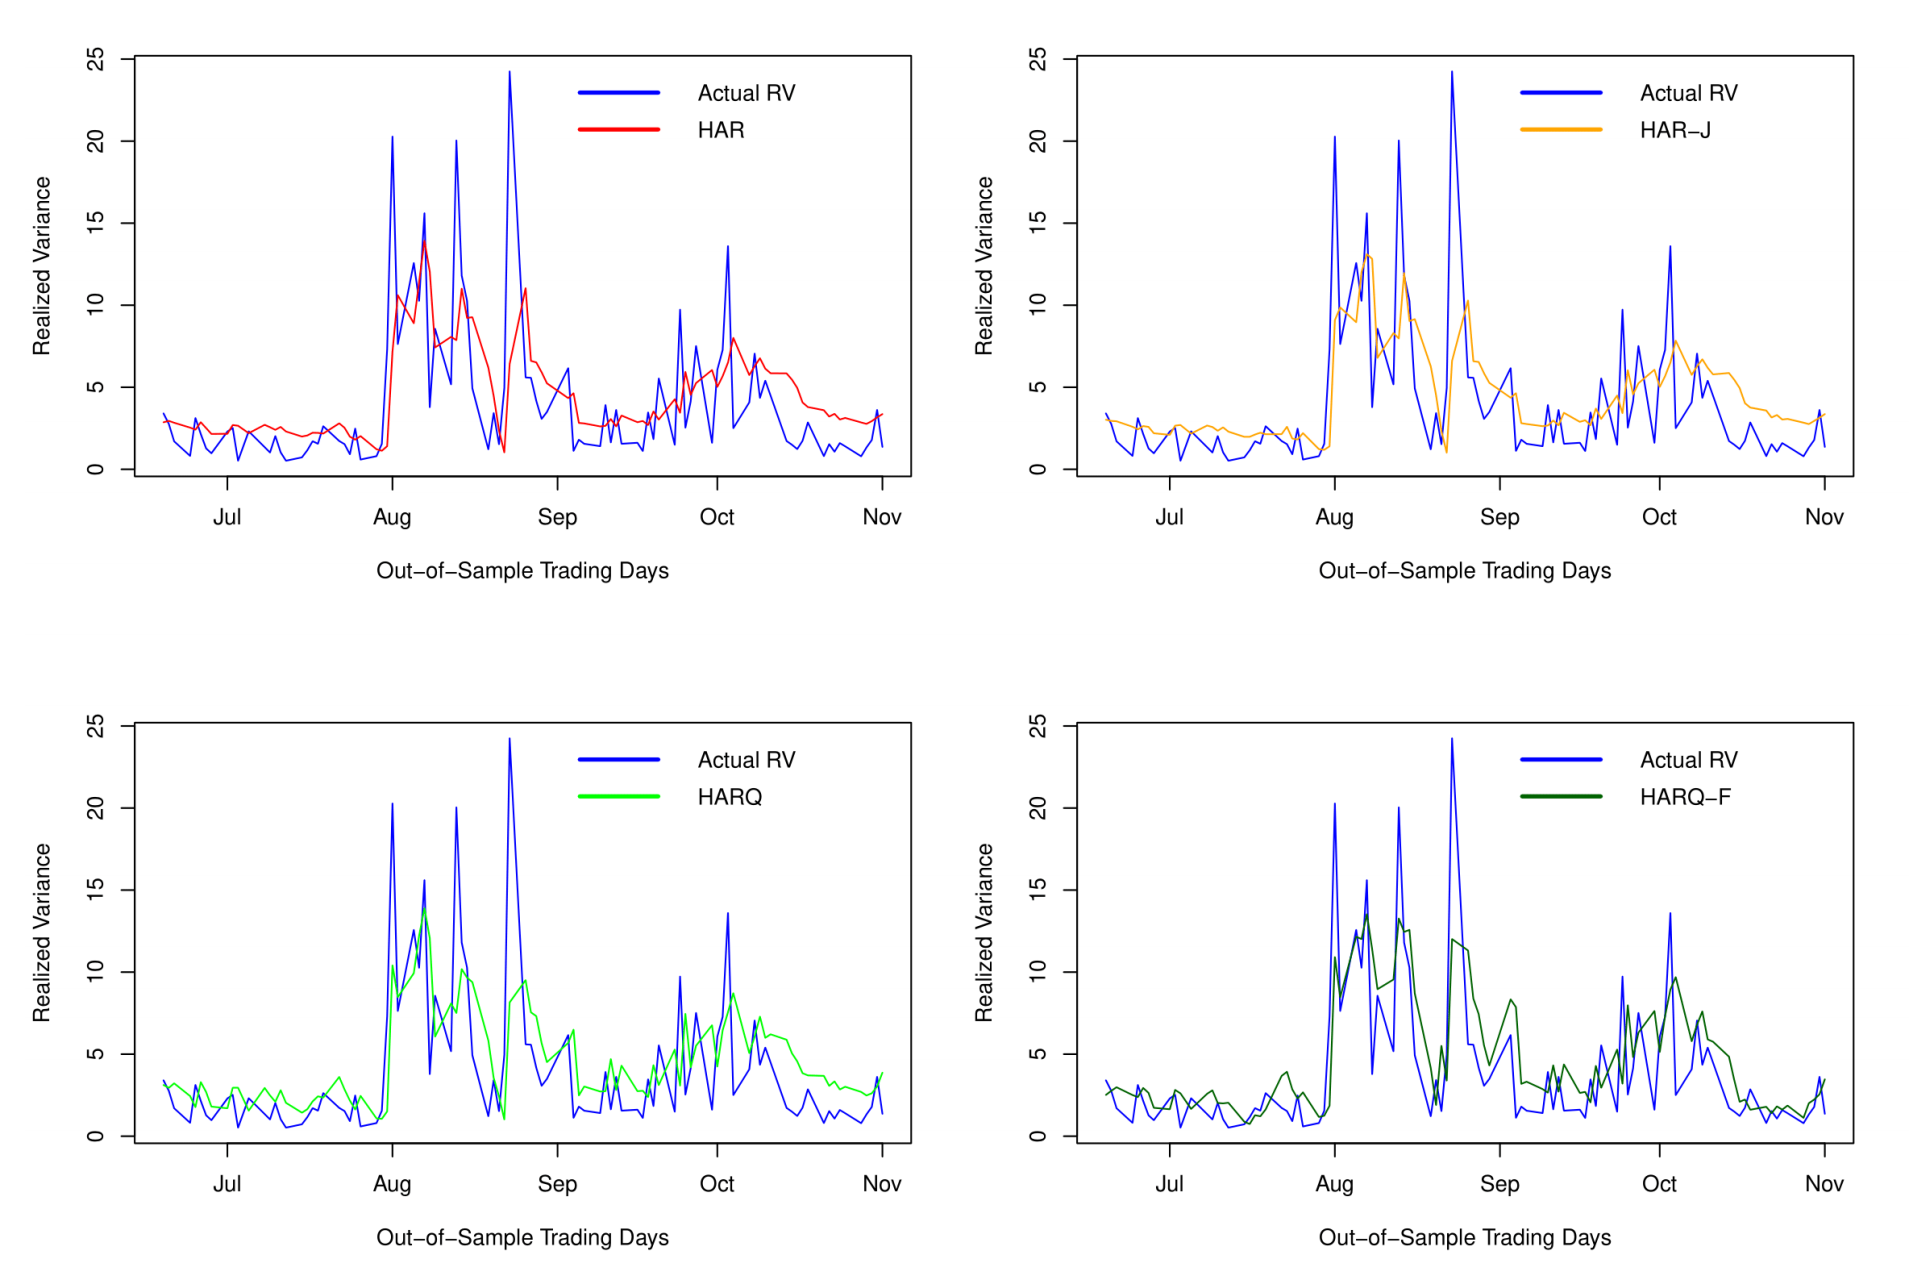 25
20
15
10
5
0
Realized Variance
Actual RV
HAR
Jul Aug Sep Oct Nov
Out−of−Sample Trading Days
25
20
15
10
5
0
Realized Variance
Actual RV
HAR−J
Jul Aug Sep Oct Nov
Out−of−Sample Trading Days
25
20
15
10
5
0
Realized Variance
Actual RV
HARQ
Jul Aug Sep Oct Nov
Out−of−Sample Trading Days
25
20
15
10
5
0
Realized Variance
Actual RV
HARQ−F
Jul Aug Sep Oct Nov
Out−of−Sample Trading Days